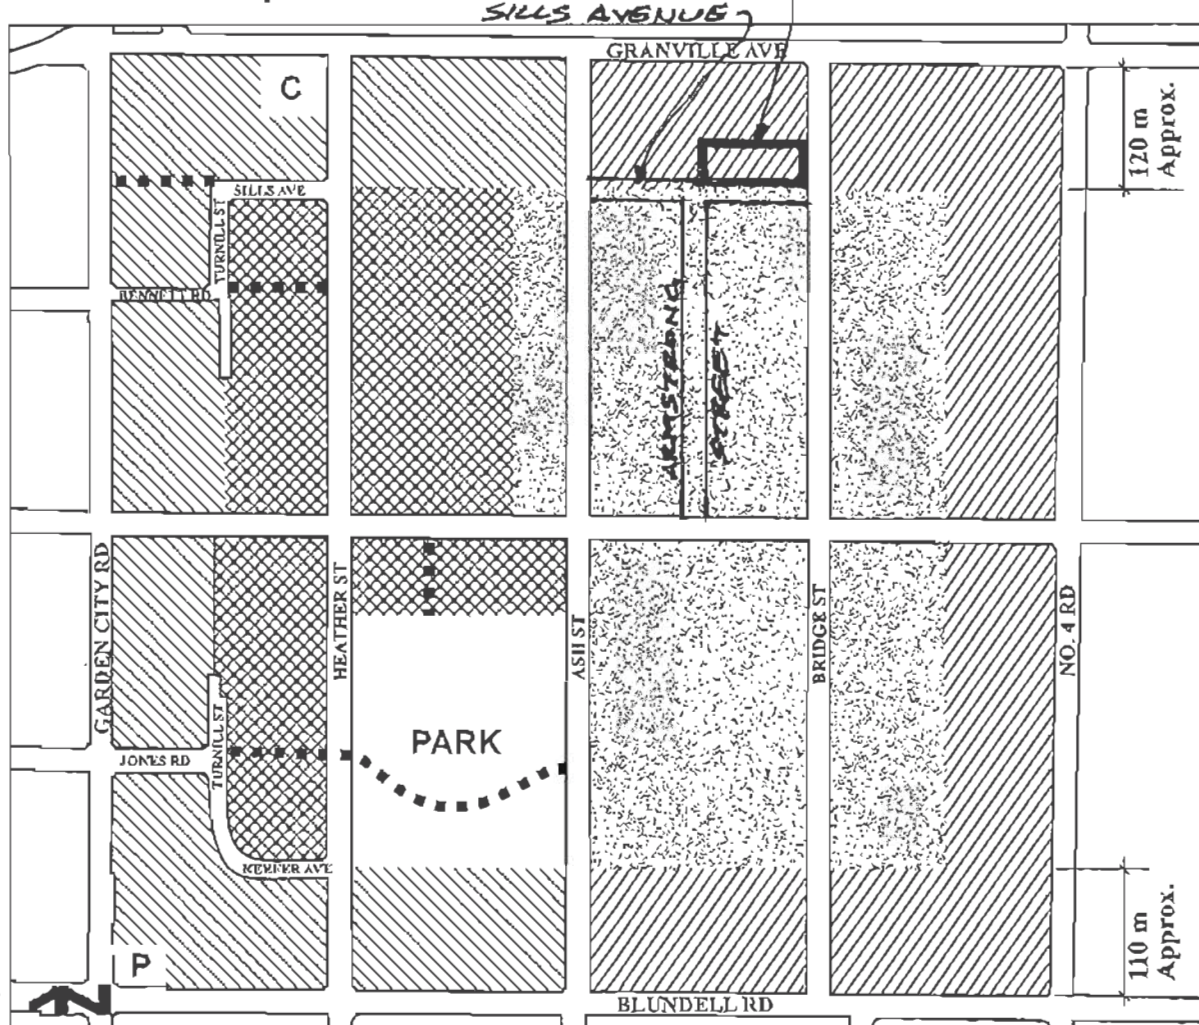 SILLS AVENUE
GRANVILLE AVE
C
120 m
Approx.
SILLS AVE
TURNILL ST
BENNETT RD
ARMSTRONG
STREET
GARDEN CITY RD
HEATHER ST
ASH ST
BRIDGE ST
NO. 4 RD
PARK
JONES RD
TURNILL ST
KEEFER AVE
P
110 m
Approx.
N
BLUNDELL RD